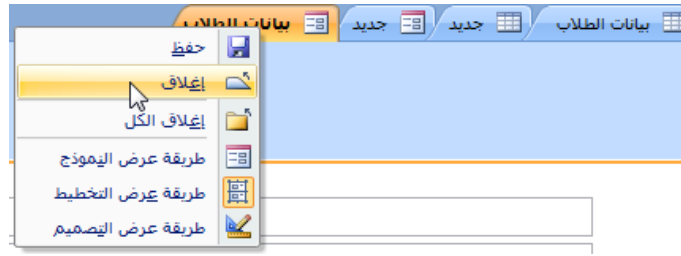 بيانات الطلاب جديد جديد بيانات الطلاب
حفظ
إغلاق
إغلاق الكل
طريقة عرض النموذج
طريقة عرض التخطيط
طريقة عرض التصميم